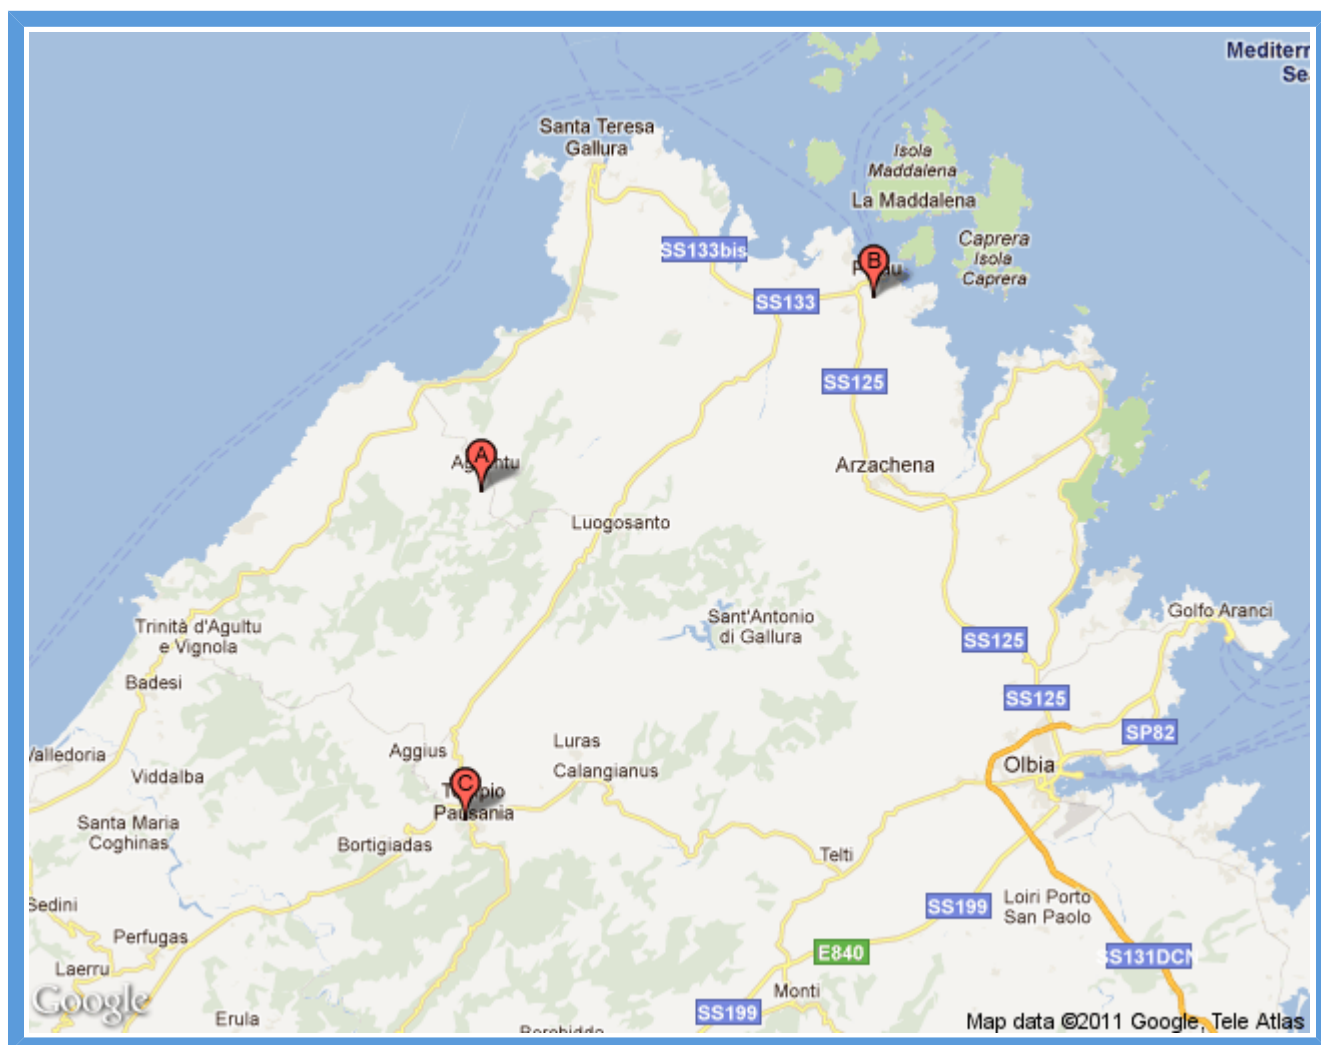 Mediterr
Se
Santa Teresa
Gallura
Isola
Maddalena
La Maddalena
Caprera
Isola
Caprera
SS133bis
B
SS133
SS125
A
Arzachena
Luogosanto
Sant'Antonio
di Gallura
Golfo Aranci
Trinità d'Agultu
e Vignola
SS125
Badesi
SS125
SP82
Aggius
Luras
Valledoria
Viddalba
Calangianus
Olbia
C
Pausania
Santa Maria
Coghinas
Bortigiadas
Telti
Sedini
SS199
Loiri Porto
San Paolo
Perfugas
E840
SS131DCN
Laerru
Monti
Google
Erula
SS199
Map data ©2011 Google, Tele Atlas